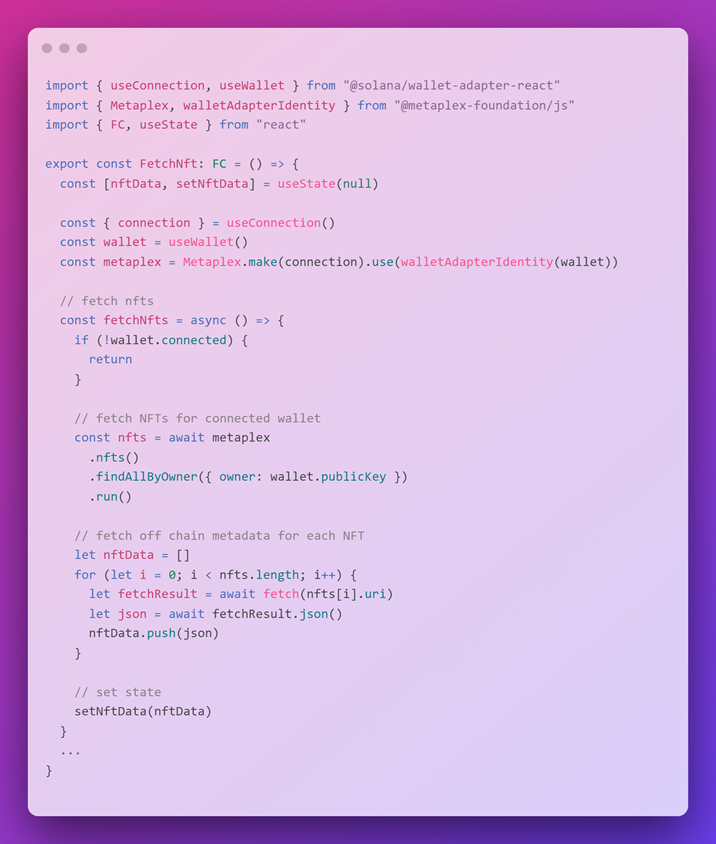 import { useConnection, useWallet } from "@solana/wallet-adapter-react"
import { Metaplex, walletAdapterIdentity } from "@metaplex-foundation/js"
import { FC, useState } from "react"
export const FetchNft: FC = () => {
const [nftData, setNftData] = useState(null)
const { connection } = useConnection()
const wallet = useWallet()
const metaplex = Metaplex.make(connection).use(walletAdapterIdentity(wallet))
// fetch nfts
const fetchNfts = async () => {
if (!wallet.connected) {
return
}
// fetch NFTs for connected wallet
const nfts = await metaplex
.nfts()
.findAllByOwner({ owner: wallet.publicKey })
.run()
// fetch off chain metadata for each NFT
let nftData = []
for (let i = 0; i < nfts.length; i++) {
let fetchResult = await fetch(nfts[i].uri)
let json = await fetchResult.json()
nftData.push(json)
}
// set state
setNftData(nftData)
}
...
}